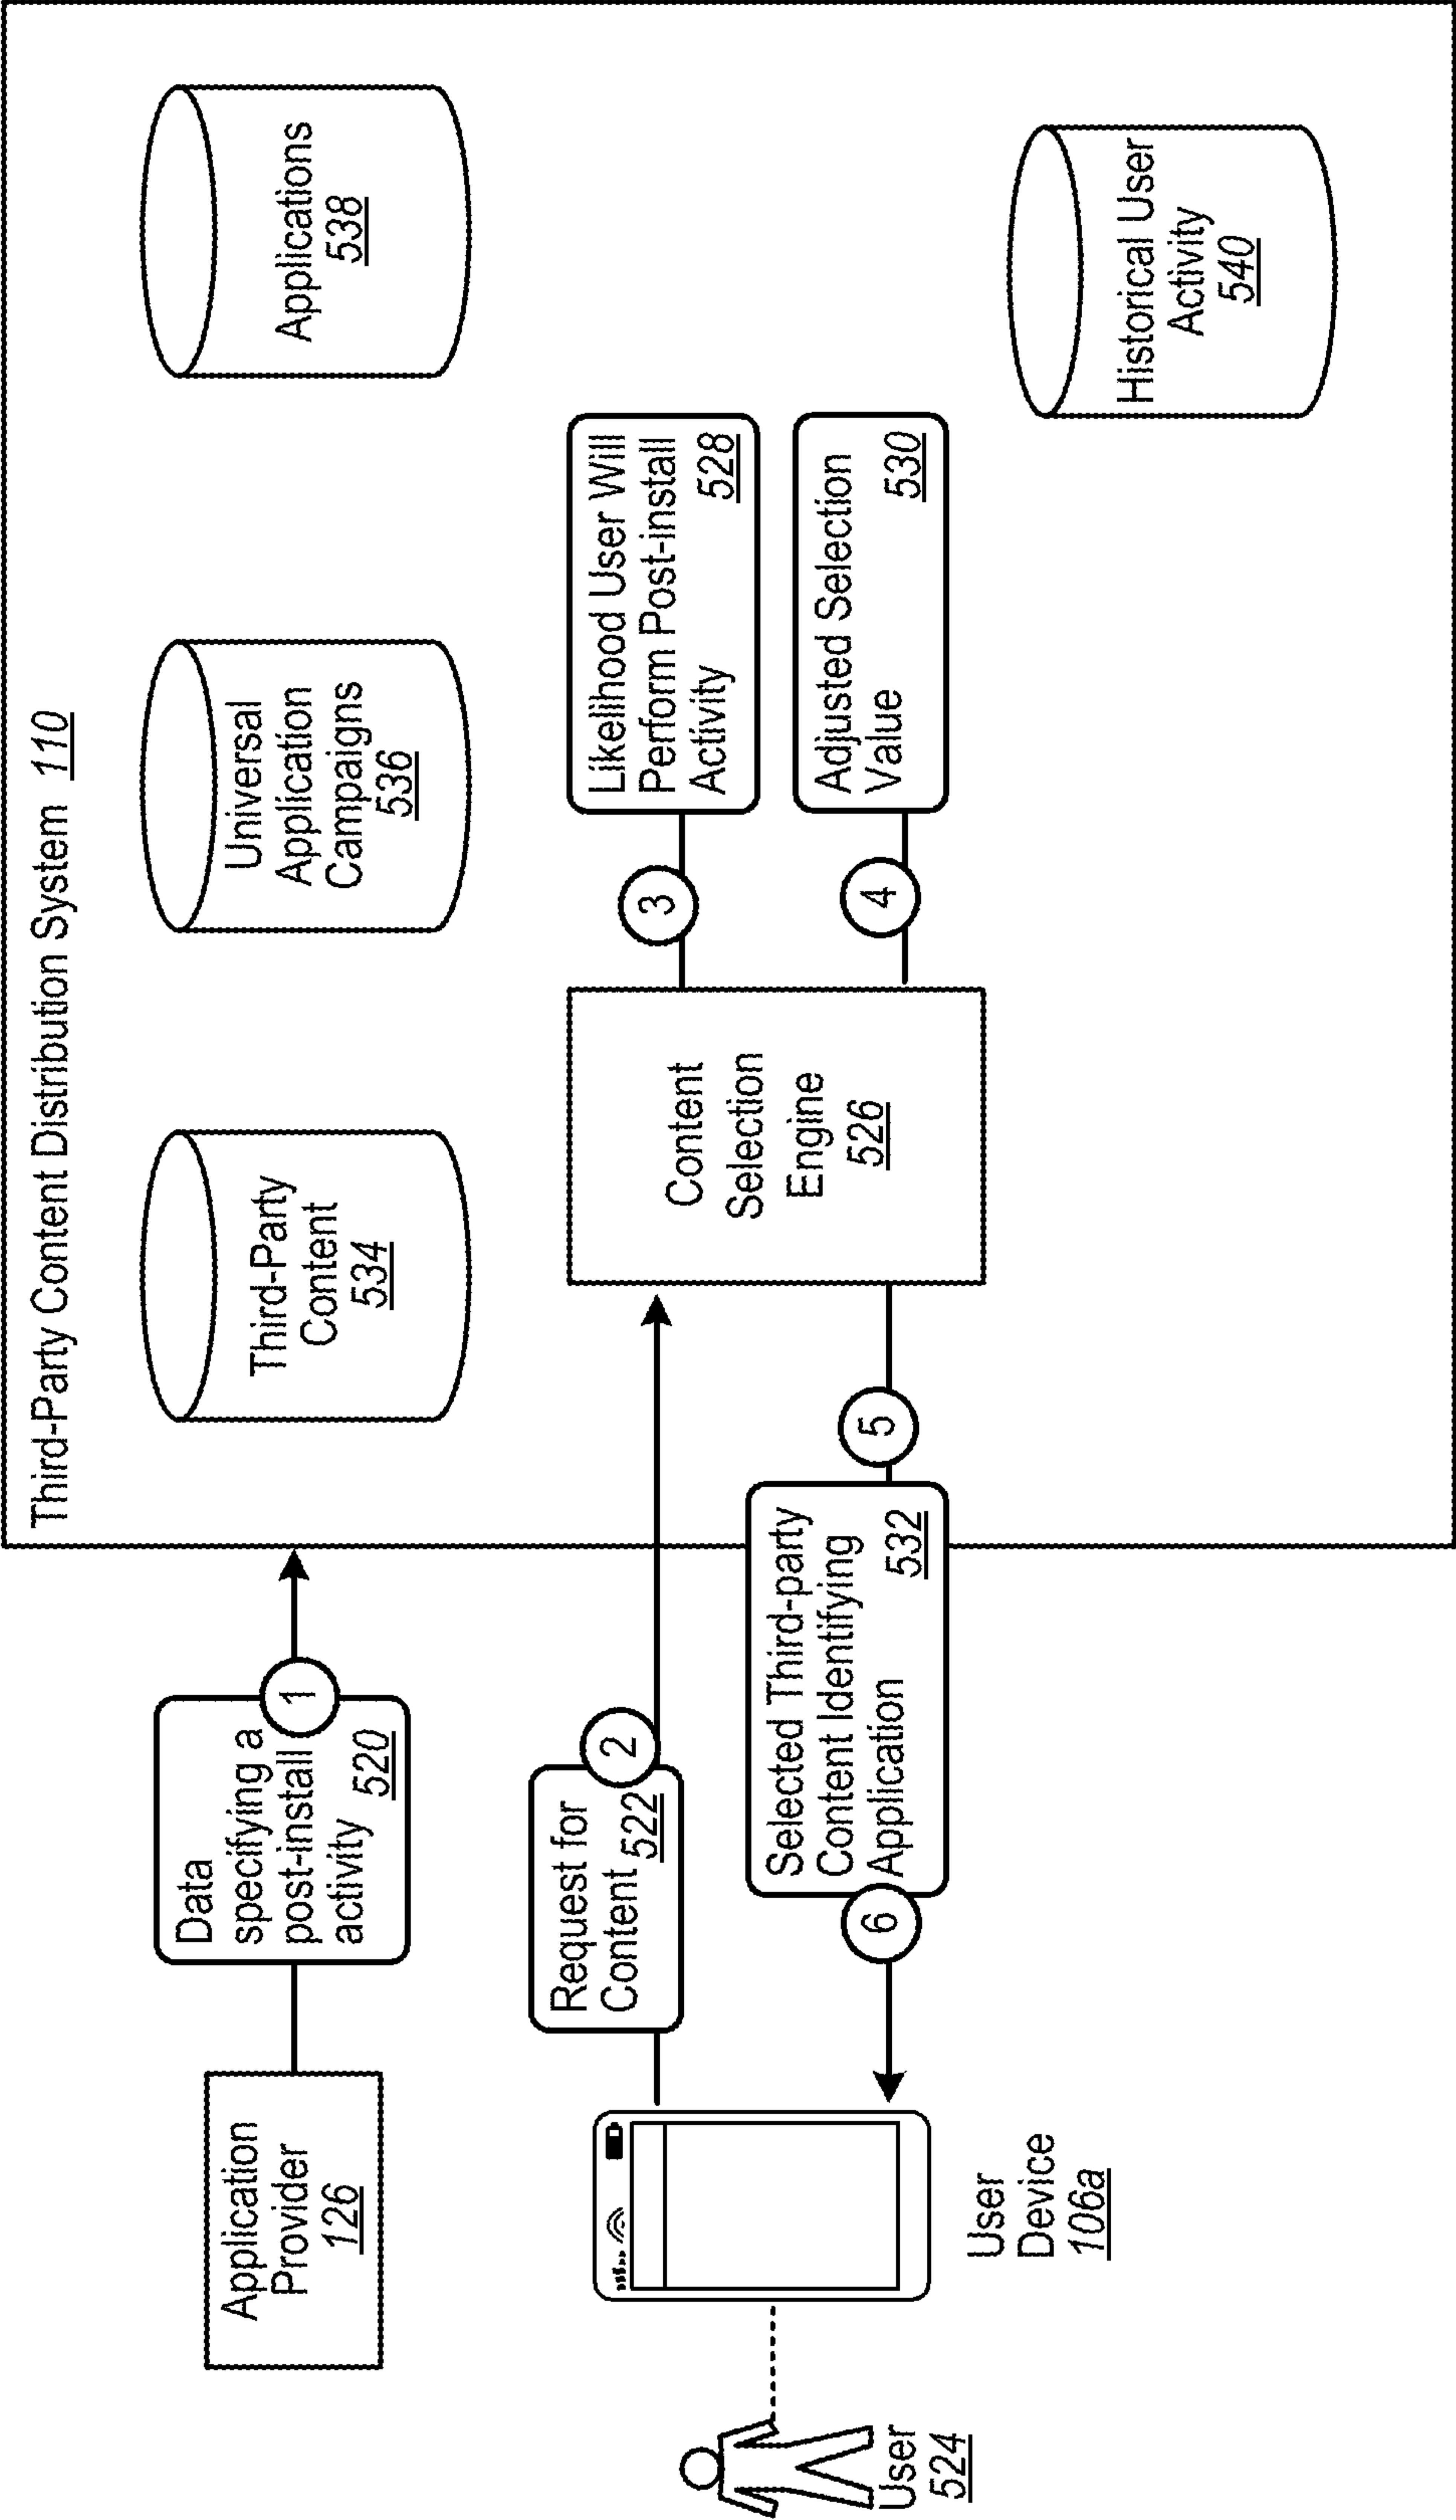 Third-Party Content Distribution System 110
Application
Provider
126
Data
specifying a
post-install
activity 520
1
Third-Party
Content
534
Universal
Application
Campaigns
536
Applications
538
User
524
User
Device
106a
Request for
Content 522
2
Content
Selection
Engine
526
3
Likelihood User Will
Perform Post-install
Activity 528
4
Adjusted Selection
Value 530
5
Selected Third-party
Content Identifying
Application 532
6
Historical User
Activity
540